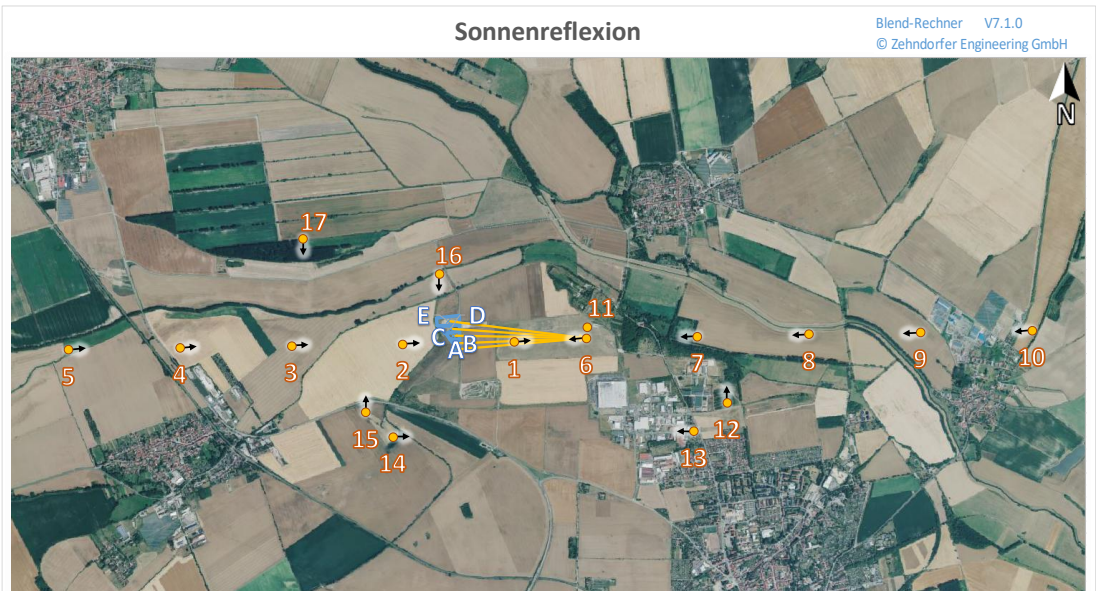 Sonnenreflexion
Blend-Rechner V7.1.0
© Zehndorfer Engineering GmbH
N
17
16
E D
C B
A
11
5 4 3 2 1 6 7 8 9 10
15
14
12
13